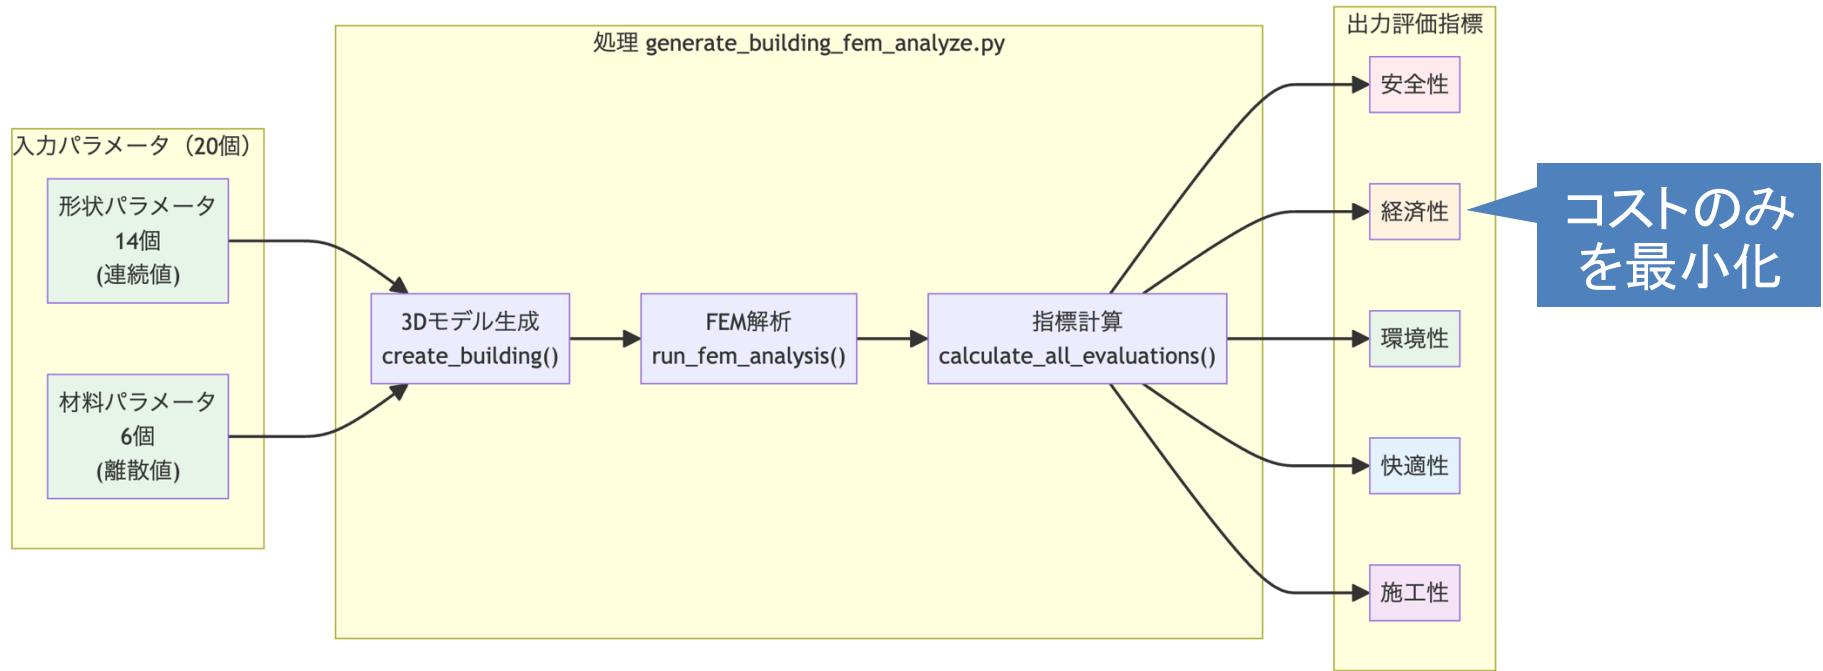 入力パラメータ（20個）
形状パラメータ
14個
(連続値)
材料パラメータ
6個
(離散値)
処理 generate_building_fem_analyze.py
3Dモデル生成
create_building()
FEM解析
run_fem_analysis()
指標計算
calculate_all_evaluations()
出力評価指標
安全性
経済性
環境性
快適性
施工性
コストのみ
を最小化